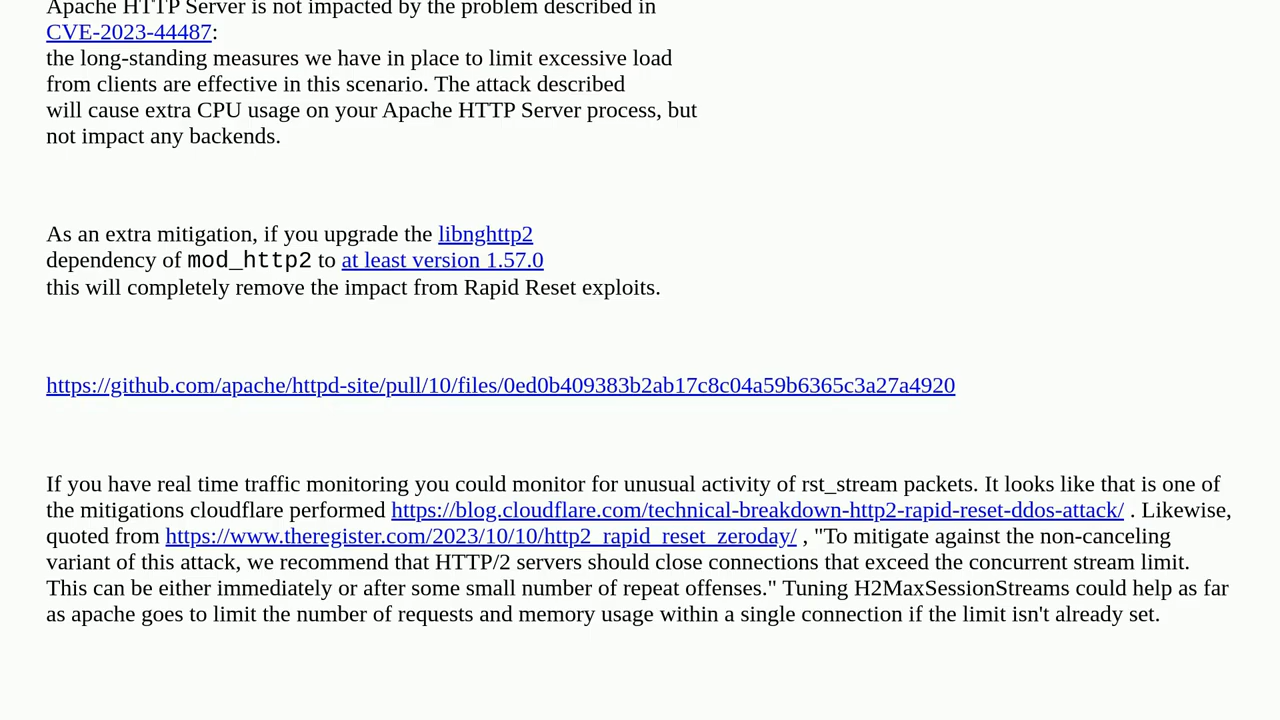 Apache HTTP Server is not impacted by the problem described in
CVE-2023-44487:
the long-standing measures we have in place to limit excessive load
from clients are effective in this scenario. The attack described
will cause extra CPU usage on your Apache HTTP Server process, but
not impact any backends.
As an extra mitigation, if you upgrade the libnghttp2
dependency of mod_http2 to at least version 1.57.0
this will completely remove the impact from Rapid Reset exploits.
https://github.com/apache/httpd-site/pull/10/files/0ed0b409383b2ab17c8c04a59b6365c3a27a4920
If you have real time traffic monitoring you could monitor for unusual activity of rst_stream packets. It looks like that is one of
the mitigations cloudflare performed https://blog.cloudflare.com/technical-breakdown-http2-rapid-reset-ddos-attack/ . Likewise,
quoted from https://www.theregister.com/2023/10/10/http2_rapid_reset_zeroday/ , "To mitigate against the non-canceling
variant of this attack, we recommend that HTTP/2 servers should close connections that exceed the concurrent stream limit.
This can be either immediately or after some small number of repeat offenses." Tuning H2MaxSessionStreams could help as far
as apache goes to limit the number of requests and memory usage within a single connection if the limit isn't already set.